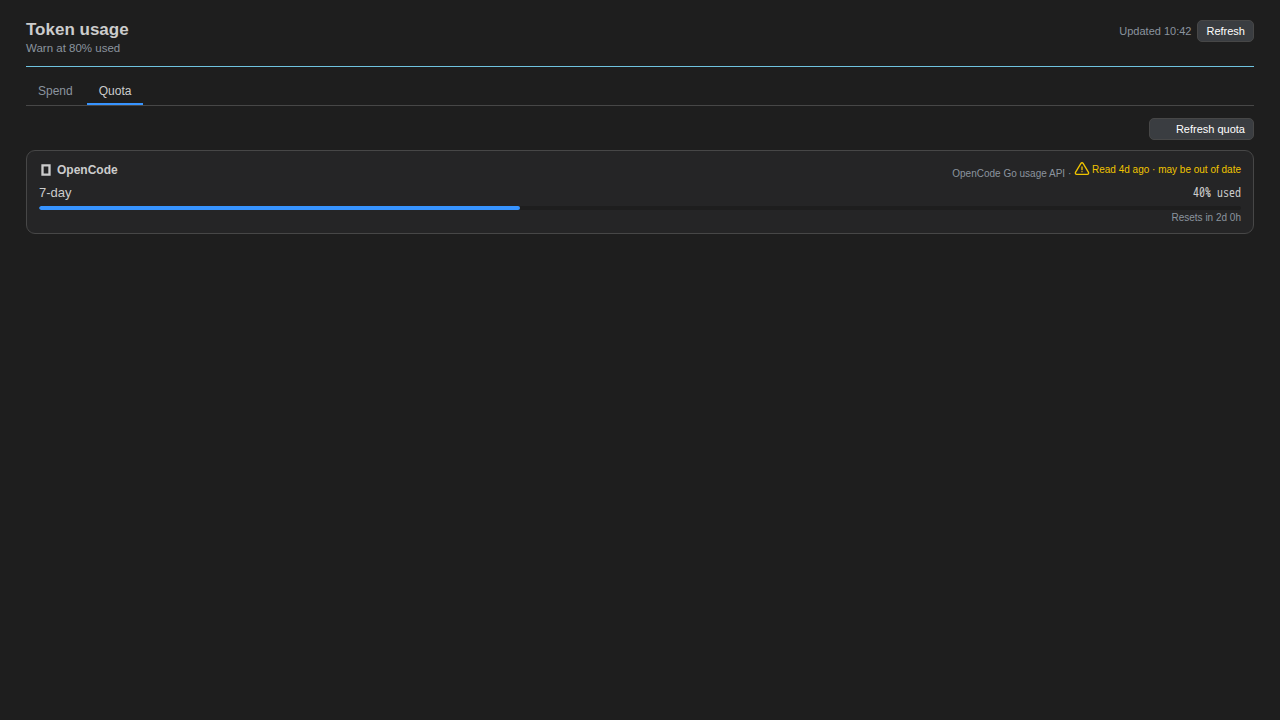 Token usage
Updated 10:42 Refresh
Warn at 80% used
Spend Quota
Refresh quota
OpenCode OpenCode Go usage API · Read 4d ago · may be out of date
7-day 40% used
Resets in 2d 0h